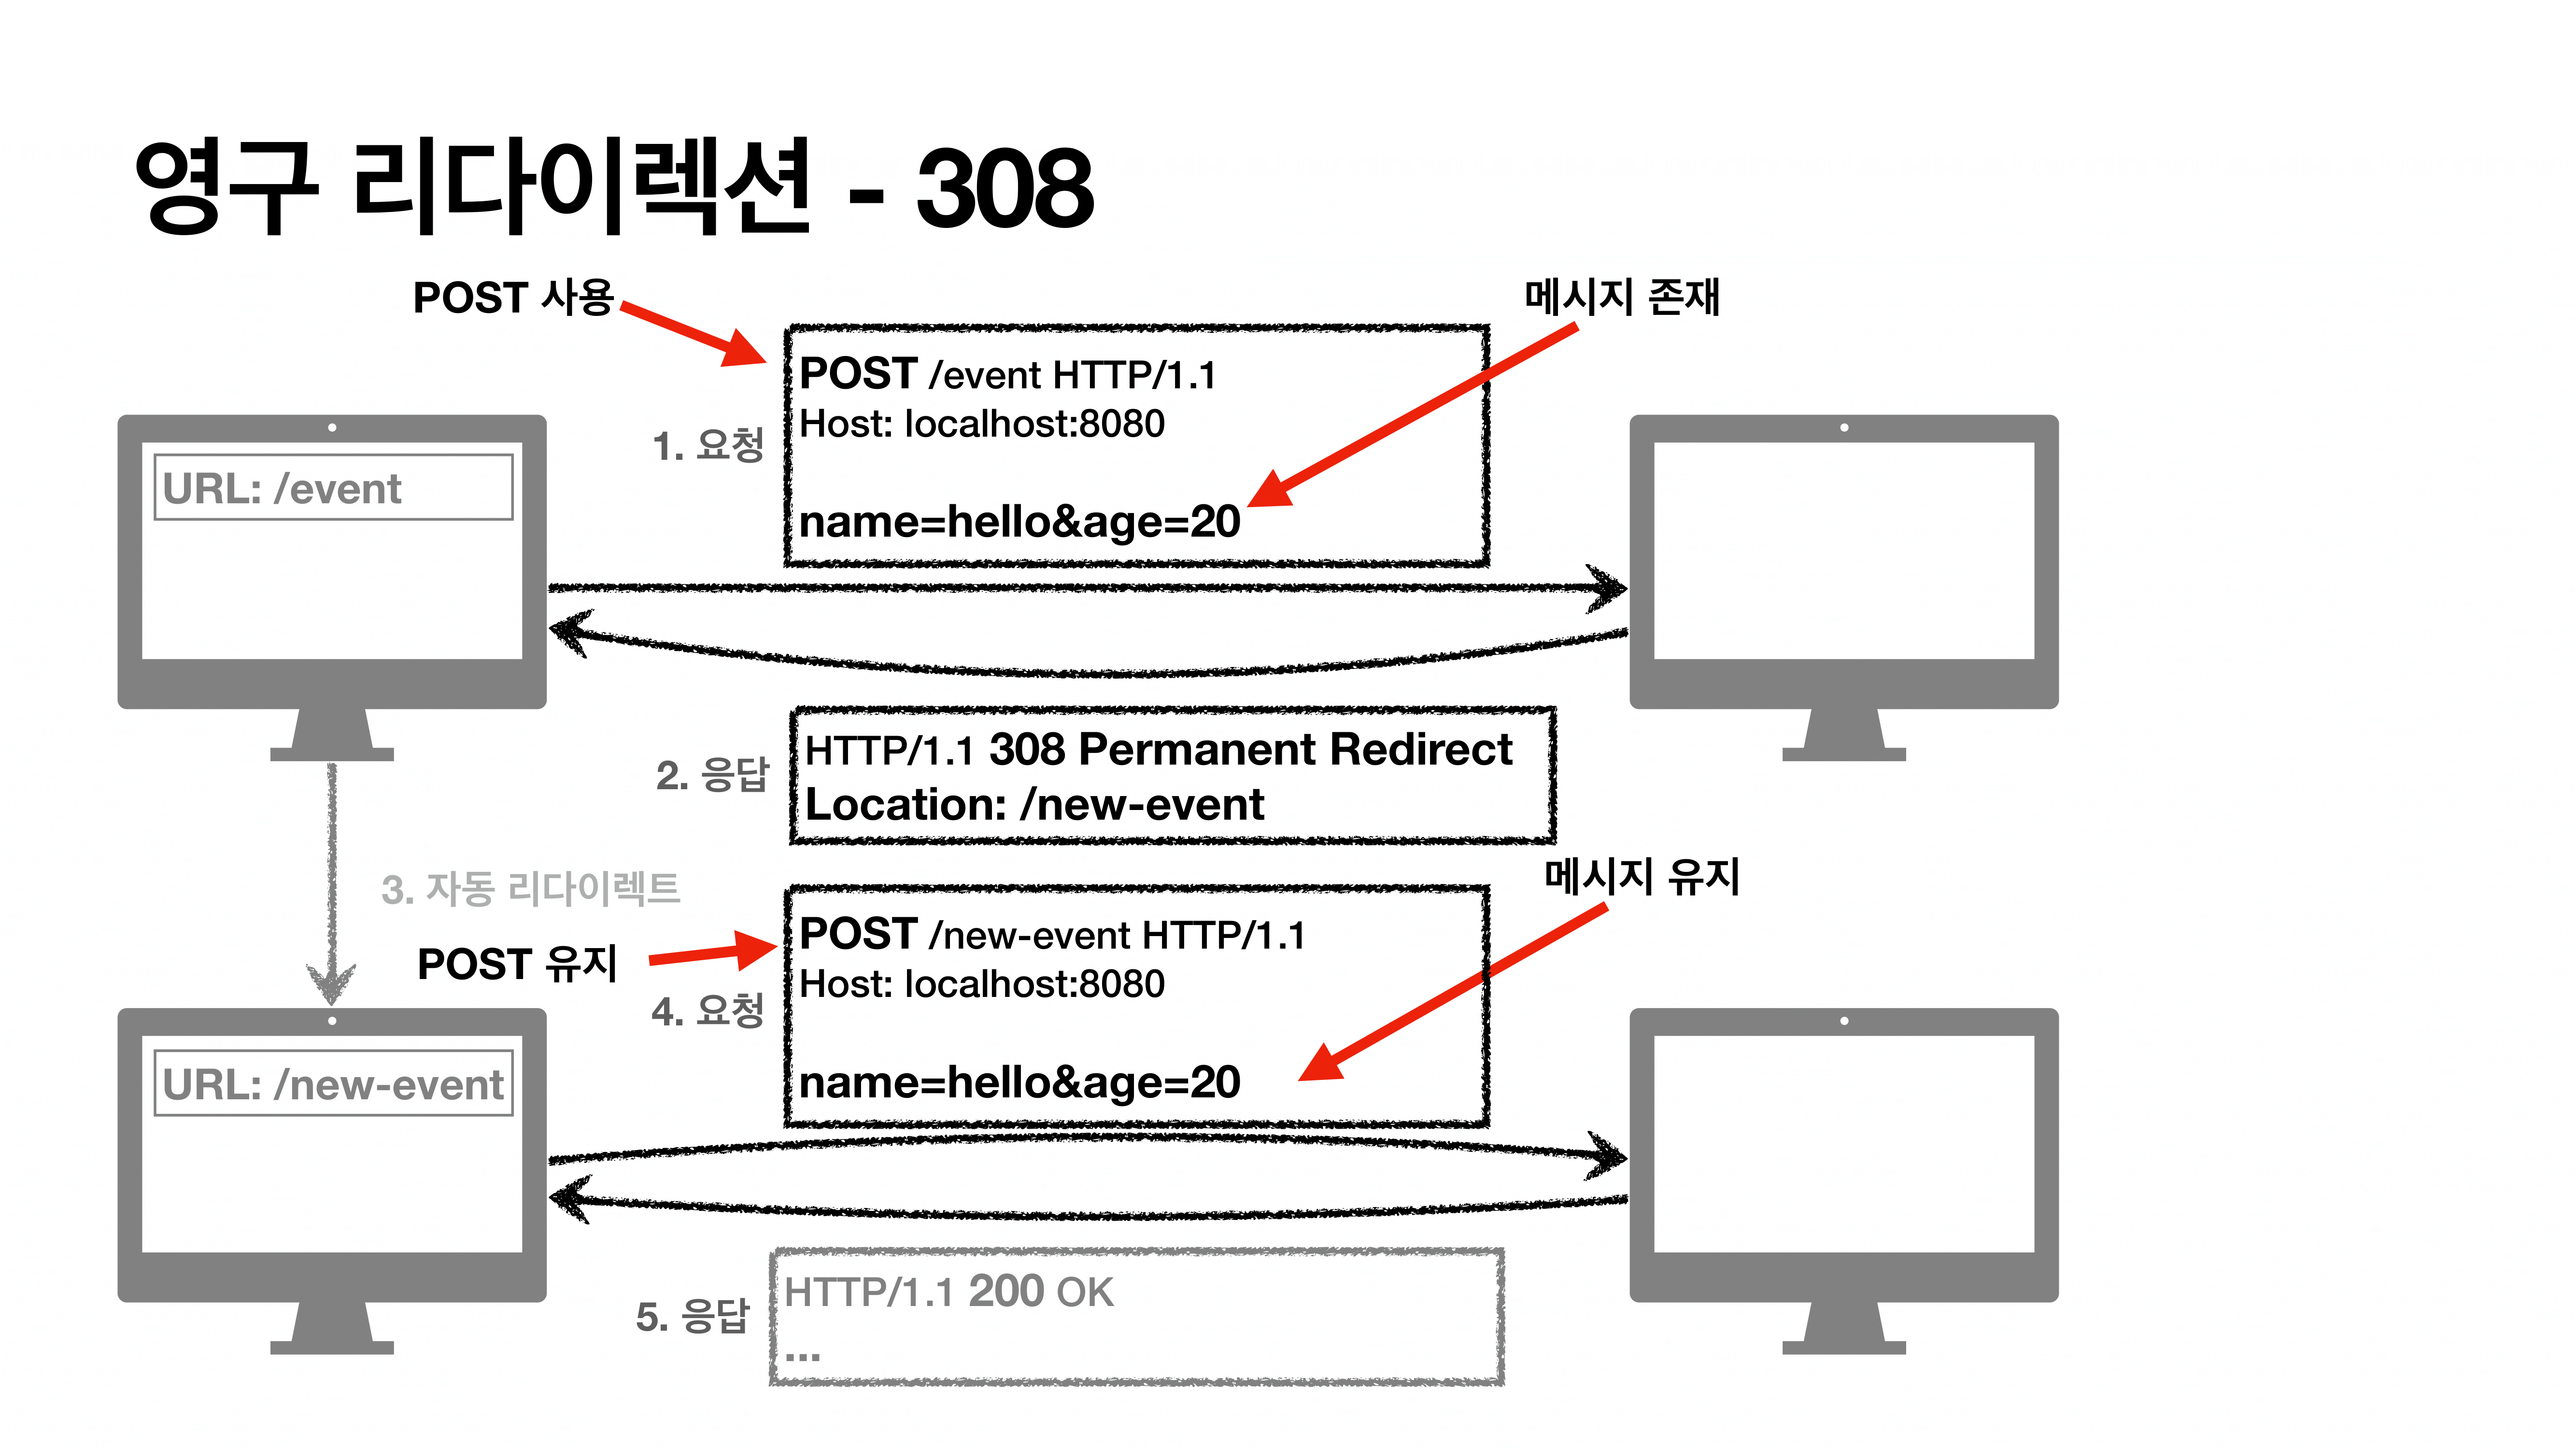 영구 리다이렉션 - 308
POST 사용
메시지 존재
POST /event HTTP/1.1
Host: localhost:8080
name=hello&age=20
1. 요청
URL: /event
2. 응답
HTTP/1.1 308 Permanent Redirect
Location: /new-event
3. 자동 리다이렉트
메시지 유지
POST 유지
POST /new-event HTTP/1.1
Host: localhost:8080
name=hello&age=20
4. 요청
URL: /new-event
5. 응답
HTTP/1.1 200 OK
...